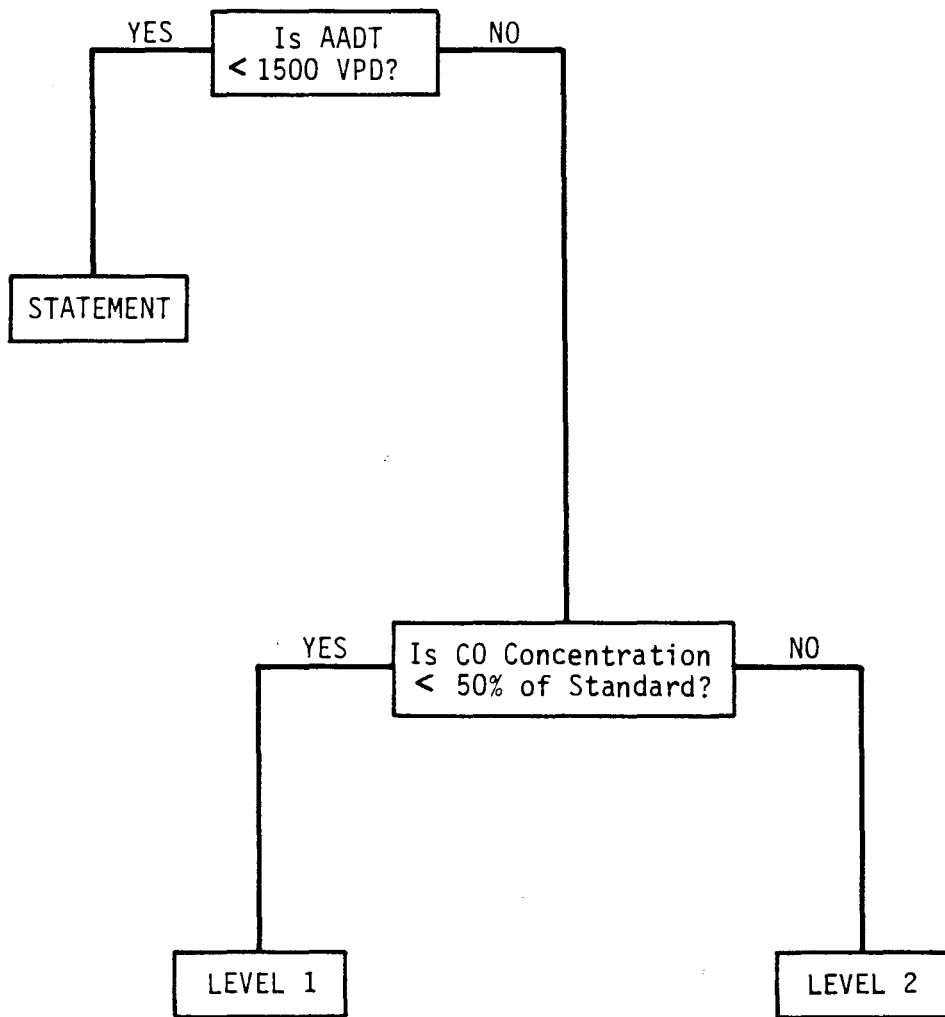 YES
Is AADT
< 1500 VPD?
NO
STATEMENT
YES
Is CO Concentration
< 50% of Standard?
NO
LEVEL 1
LEVEL 2